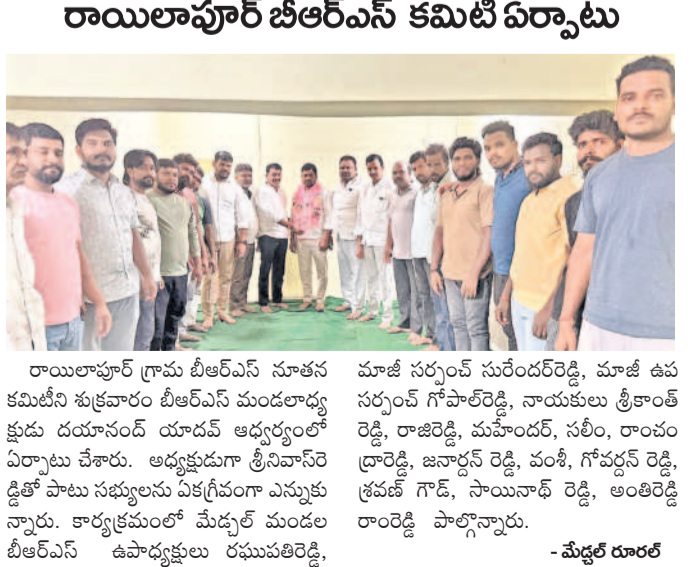 రాయిలాపూర్ బీఆర్ఎస్ కమిటీ ఏర్పాటు
రాయిలాపూర్ గ్రామ బీఆర్ఎస్ నూతన
కమిటీని శుక్రవారం బీఆర్ఎస్ మండలాధ్య
క్షుడు దయానంద్ యాదవ్ ఆధ్వర్యంలో
ఏర్పాటు చేశారు. అధ్యక్షుడుగా శ్రీనివాస్‌రె
డ్డితో పాటు సభ్యులను ఏకగ్రీవంగా ఎన్నుకు
న్నారు. కార్యక్రమంలో మేడ్చల్ మండల
బీఆర్ఎస్ ఉపాధ్యక్షులు రఘుపతిరెడ్డి,
మాజీ సర్పంచ్ సురేందర్‌రెడ్డి, మాజీ ఉప
సర్పంచ్ గోపాల్‌రెడ్డి, నాయకులు శ్రీకాంత్
రెడ్డి, రాజిరెడ్డి, మహేందర్, సలీం, రాంచం
ద్రారెడ్డి, జనార్దన్ రెడ్డి, వంశీ, గోవర్దన్ రెడ్డి,
శ్రవణ్ గౌడ్, సాయినాథ్ రెడ్డి, అంతిరెడ్డి
రాంరెడ్డి పాల్గొన్నారు.
- మేడ్చల్ రూరల్